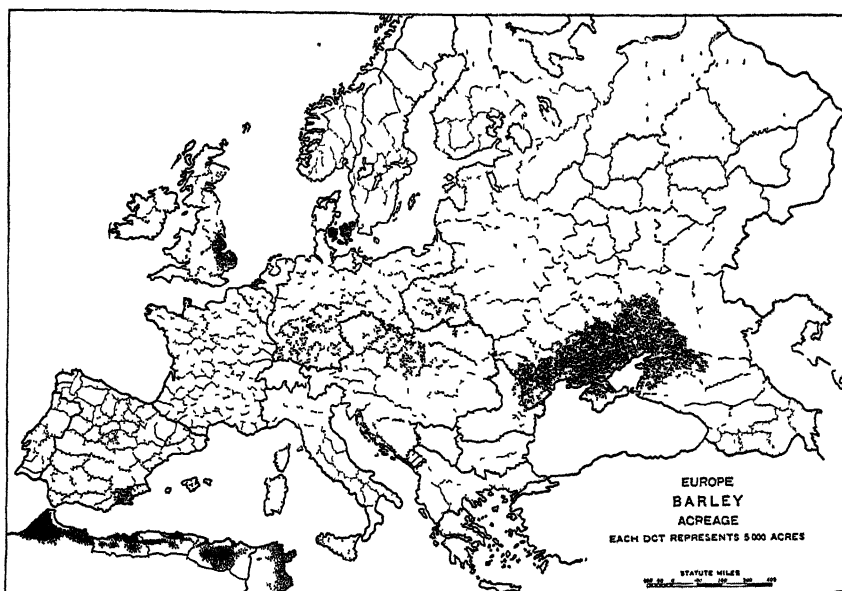 EUROPE
BARLEY
ACREAGE
EACH DOT REPRESENTS 5000 ACRES
STATUTE MILES